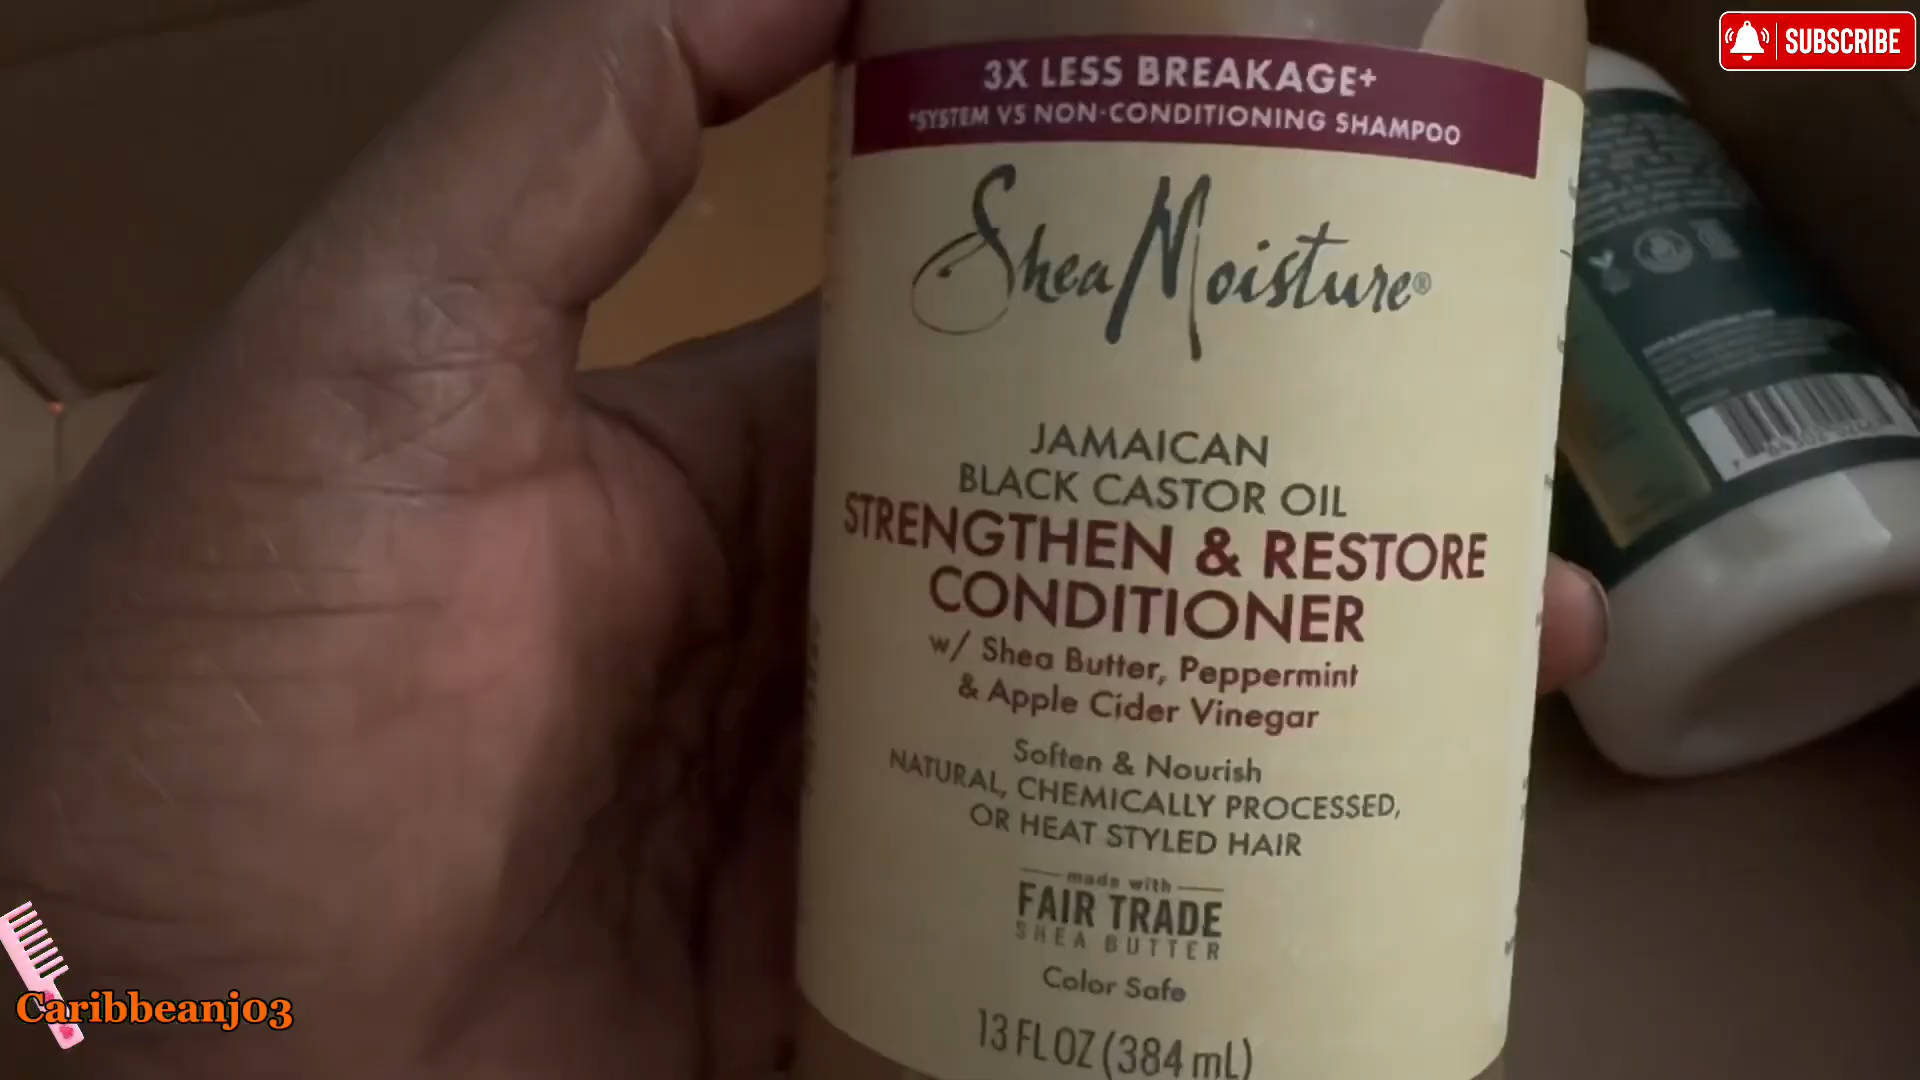 SUBSCRIBE
3X LESS BREAKAGE+
*SYSTEM VS NON-CONDITIONING SHAMPOO
SheaMoisture®
JAMAICAN
BLACK CASTOR OIL
STRENGTHEN & RESTORE
CONDITIONER
w/ Shea Butter, Peppermint
& Apple Cider Vinegar
Soften & Nourish
NATURAL, CHEMICALLY PROCESSED,
OR HEAT STYLED HAIR
made with
FAIR TRADE
SHEA BUTTER
Color Safe
13 FL OZ (384 mL)
Caribbeanjo3